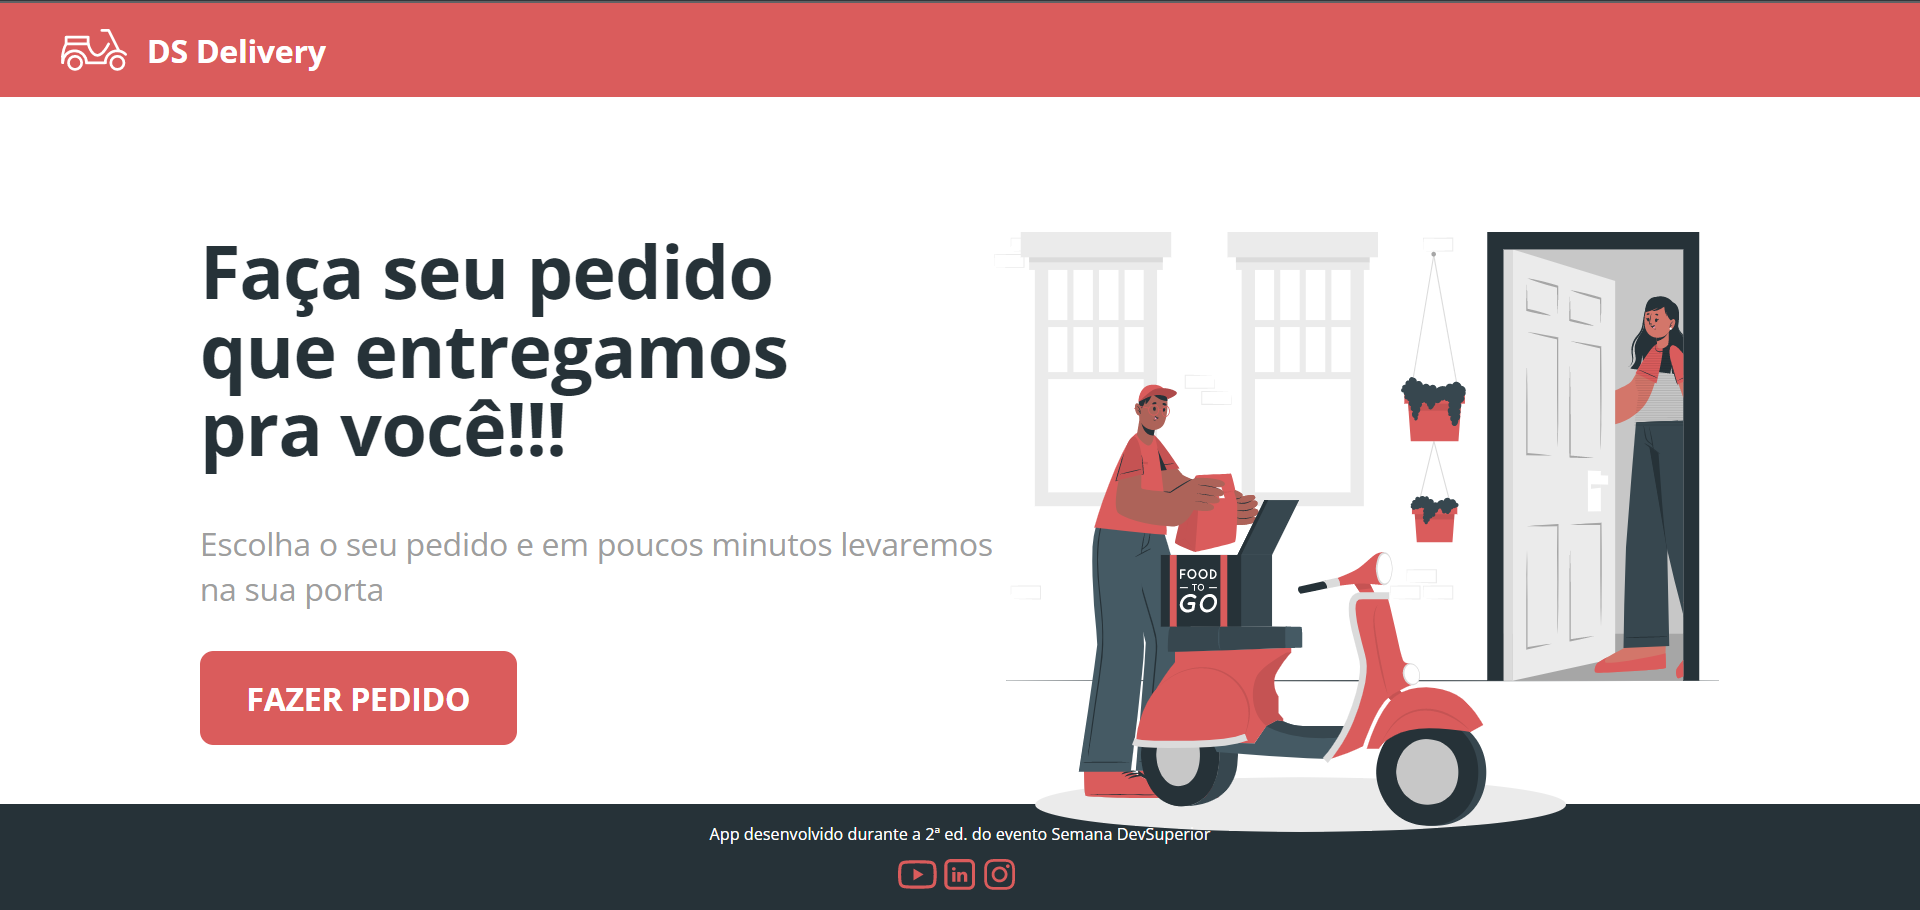 DS Delivery
Faça seu pedido
que entregamos
pra você!!!
Escolha o seu pedido e em poucos minutos levaremos
na sua porta
FAZER PEDIDO
FOOD
TO
GO
App desenvolvido durante a 2ª ed. do evento Semana DevSuperior
in